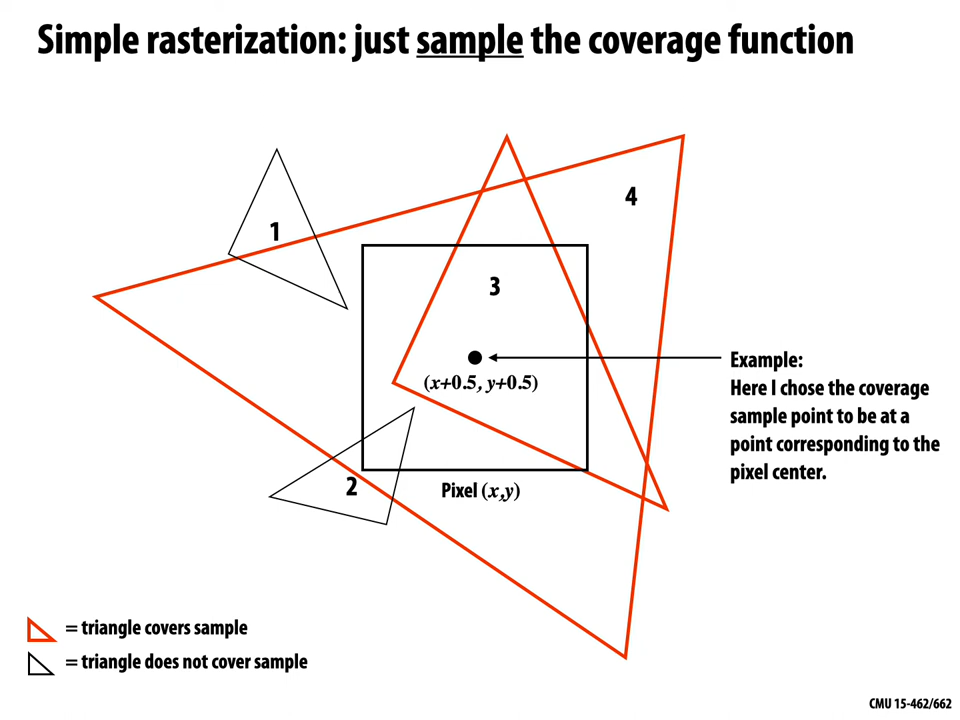 Simple rasterization: just sample the coverage function
4
1
3
Example:
(x+0.5, y+0.5)
Here I chose the coverage
sample point to be at a
point corresponding to the
pixel center.
2
Pixel (x,y)
= triangle covers sample
= triangle does not cover sample
CMU 15-462/662